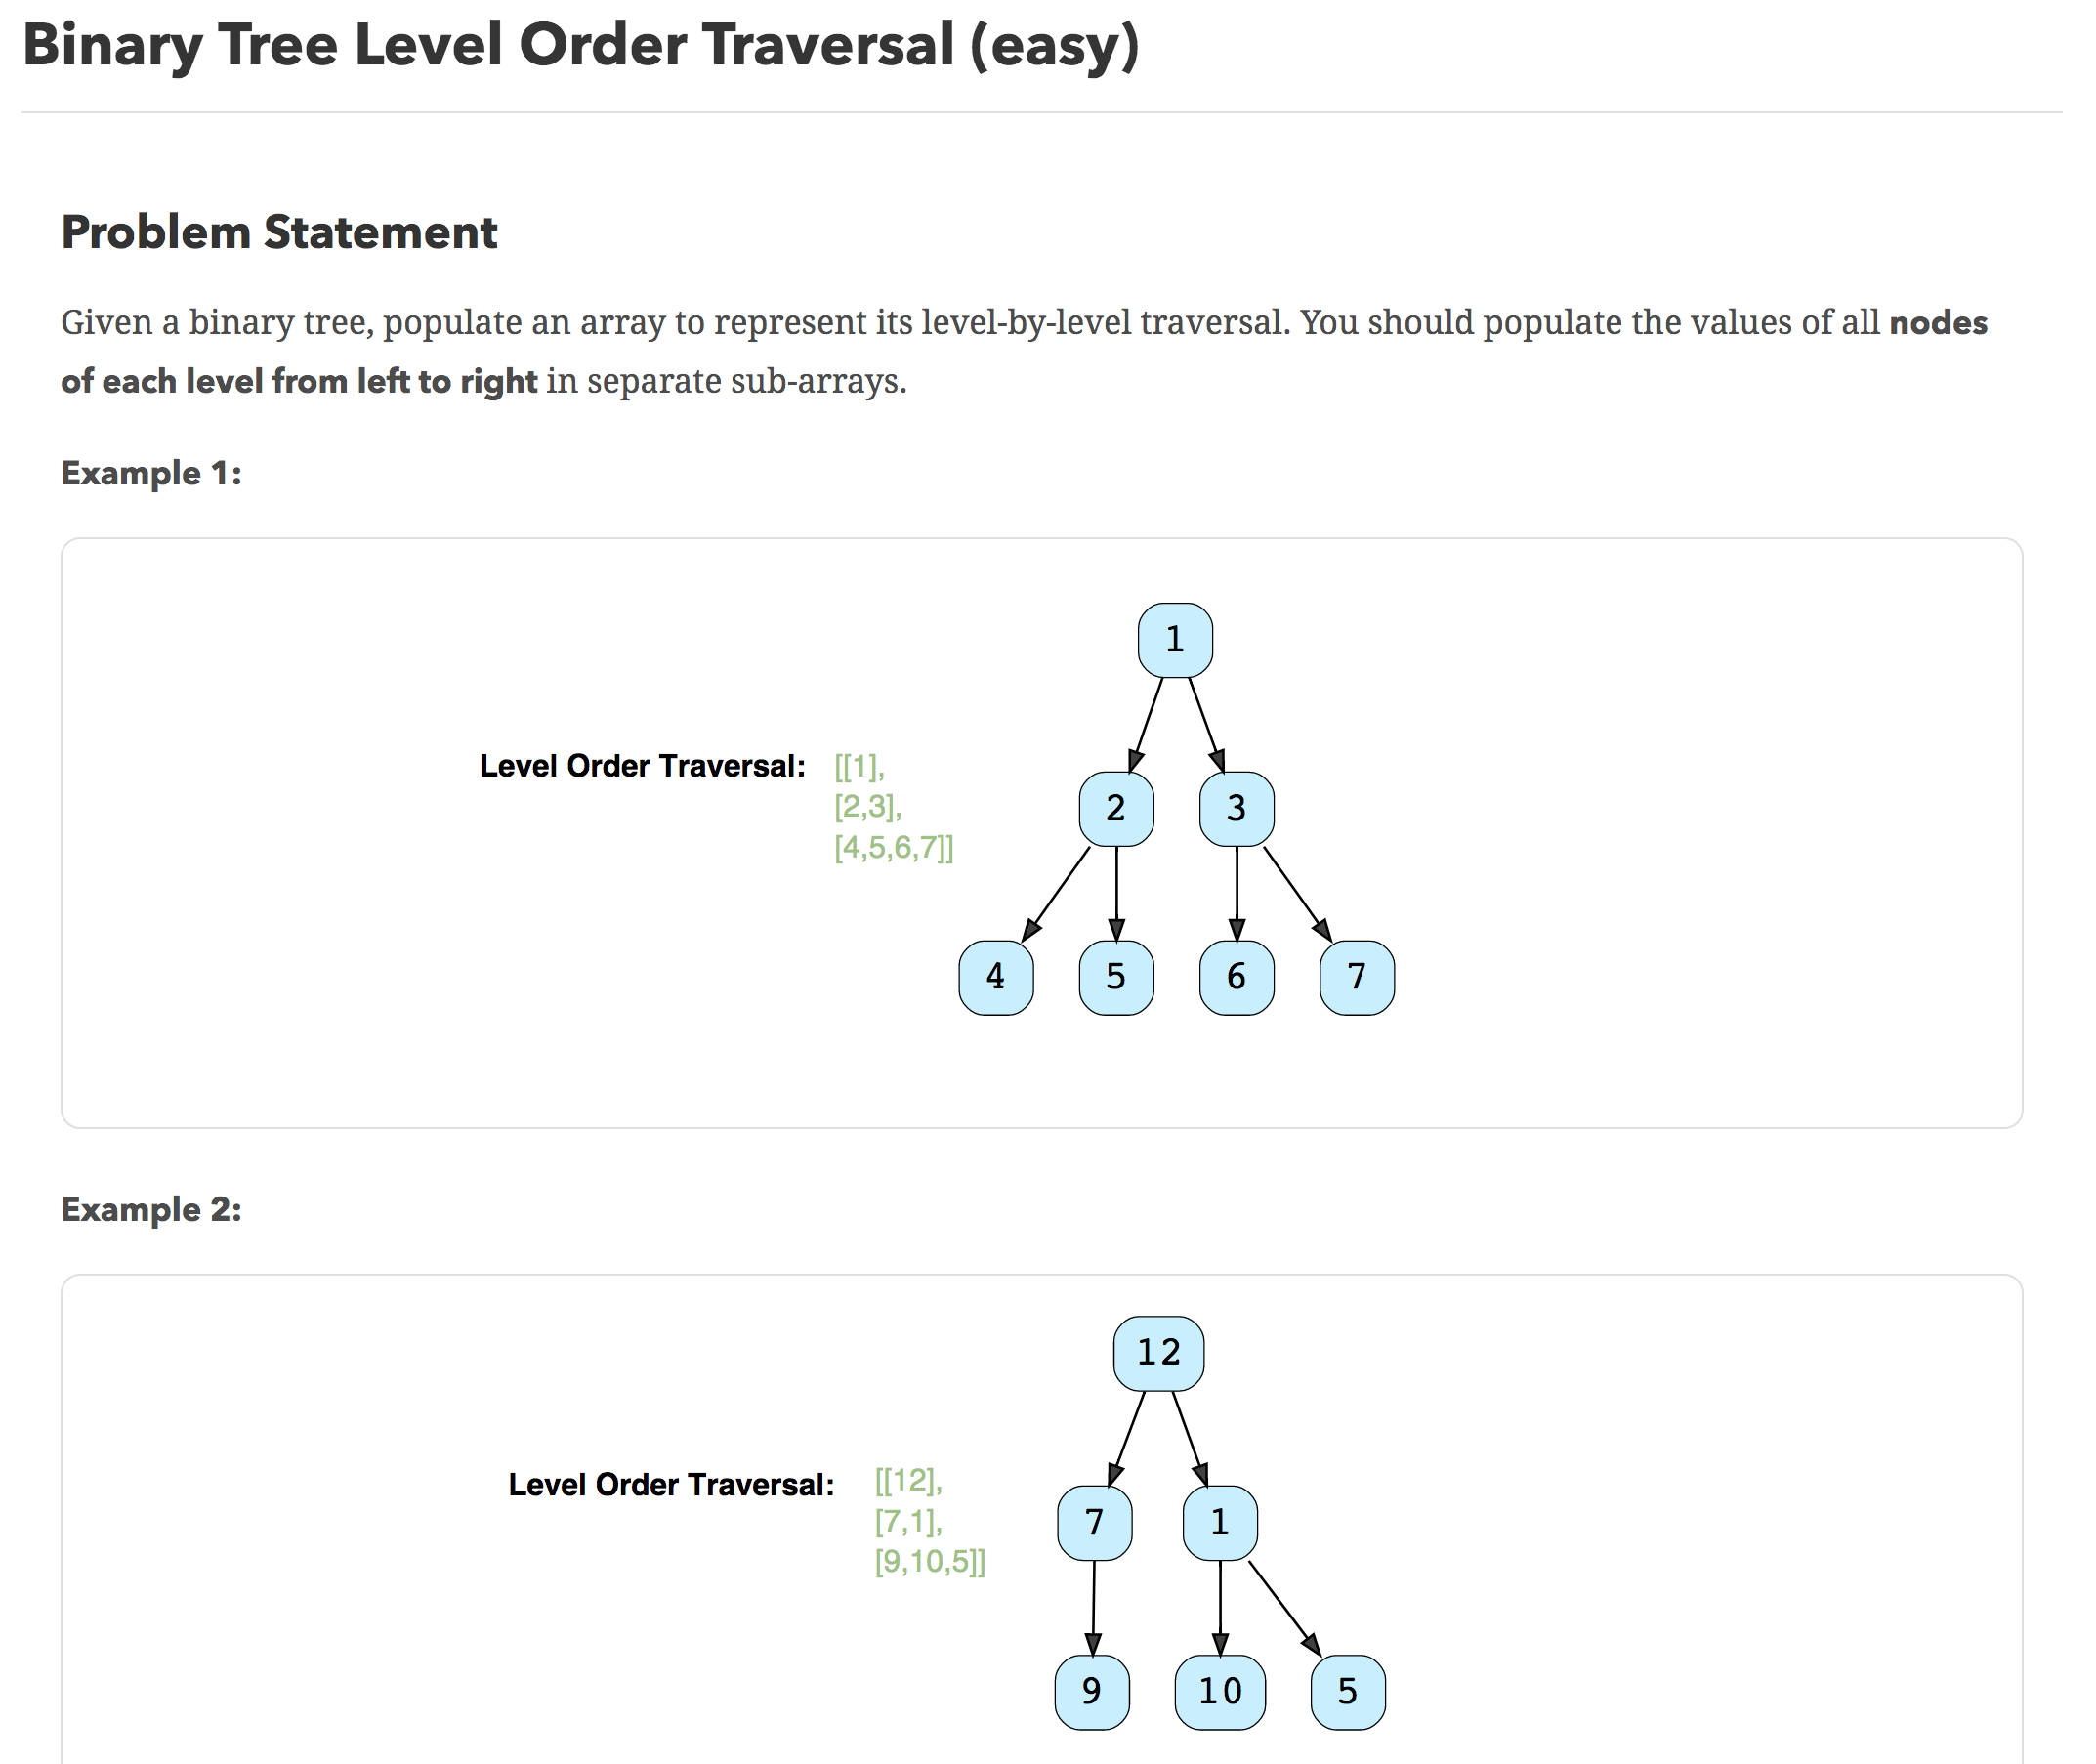 Binary Tree Level Order Traversal (easy)
Problem Statement
Given a binary tree, populate an array to represent its level-by-level traversal. You should populate the values of all nodes
of each level from left to right in separate sub-arrays.
Example 1:
1
Level Order Traversal: [[1],
[2,3],
2 3
[4,5,6,7]]
4 5 6 7
Example 2:
12
Level Order Traversal: [[12],
[7,1],
7 1
[9,10,5]]
9 10 5